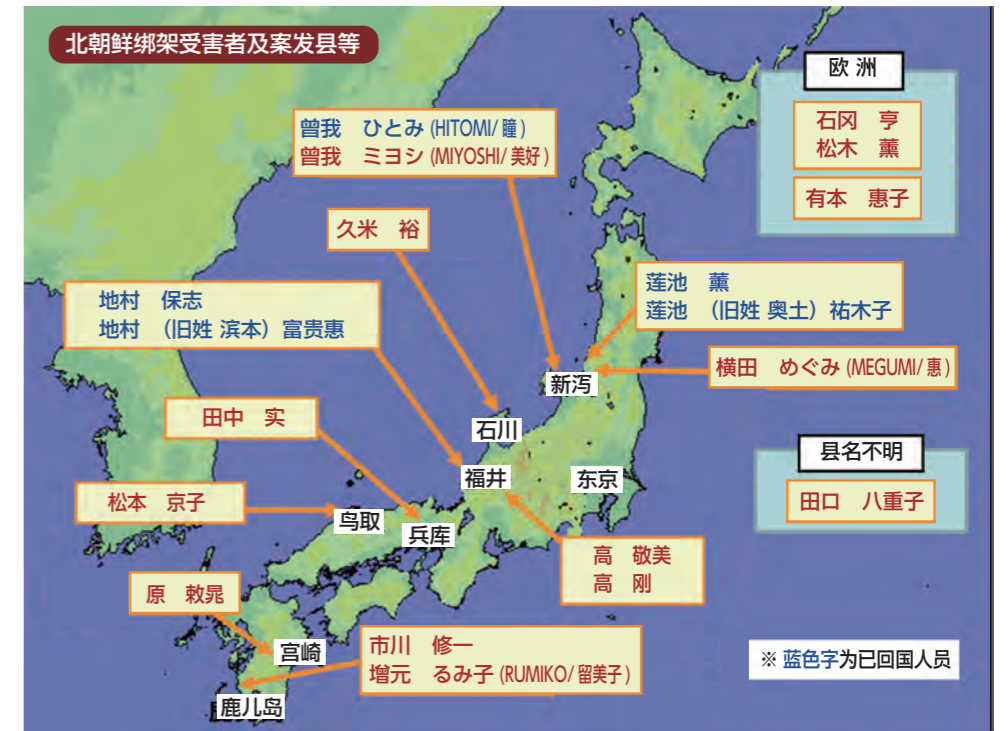 北朝鲜绑架受害者及案发县等
欧 洲
石冈　亨
松木　薫
有本　惠子
曾我　ひとみ (HITOMI/瞳)
曾我　ミヨシ (MIYOSHI/美好)
久米　裕
地村　保志
地村　（旧姓 滨本）富贵惠
莲池　薫
莲池　（旧姓 奥土）祐木子
横田　めぐみ (MEGUMI/惠)
新泻
田中　实
石川
福井
东京
县名不明
田口　八重子
松本　京子
鸟取
兵库
高　敬美
高　刚
原　敕晁
宫崎
市川　修一
增元　るみ子 (RUMIKO/留美子)
鹿儿岛
※ 蓝色字为已回国人员